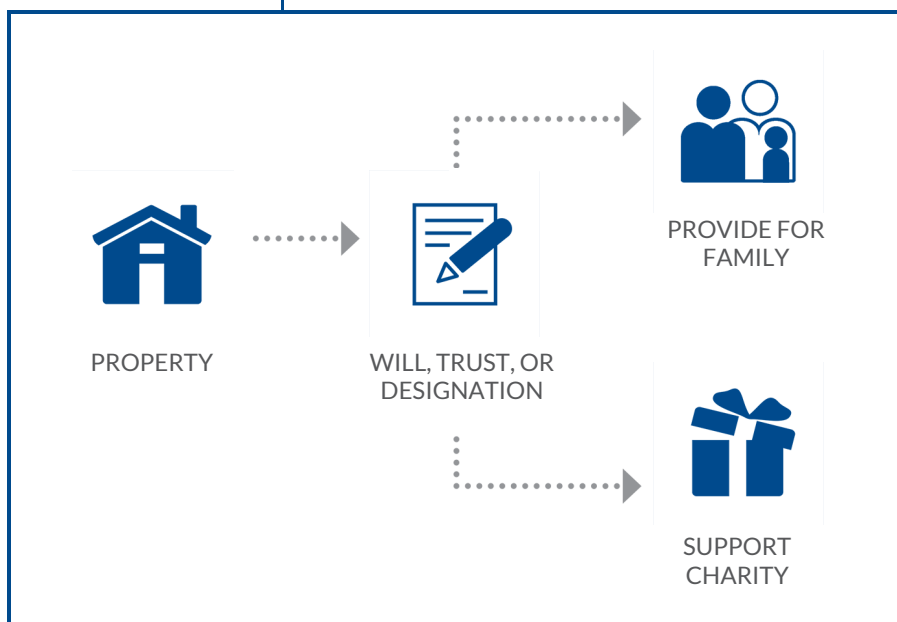 PROPERTY
WILL, TRUST, OR
DESIGNATION
PROVIDE FOR
FAMILY
SUPPORT
CHARITY